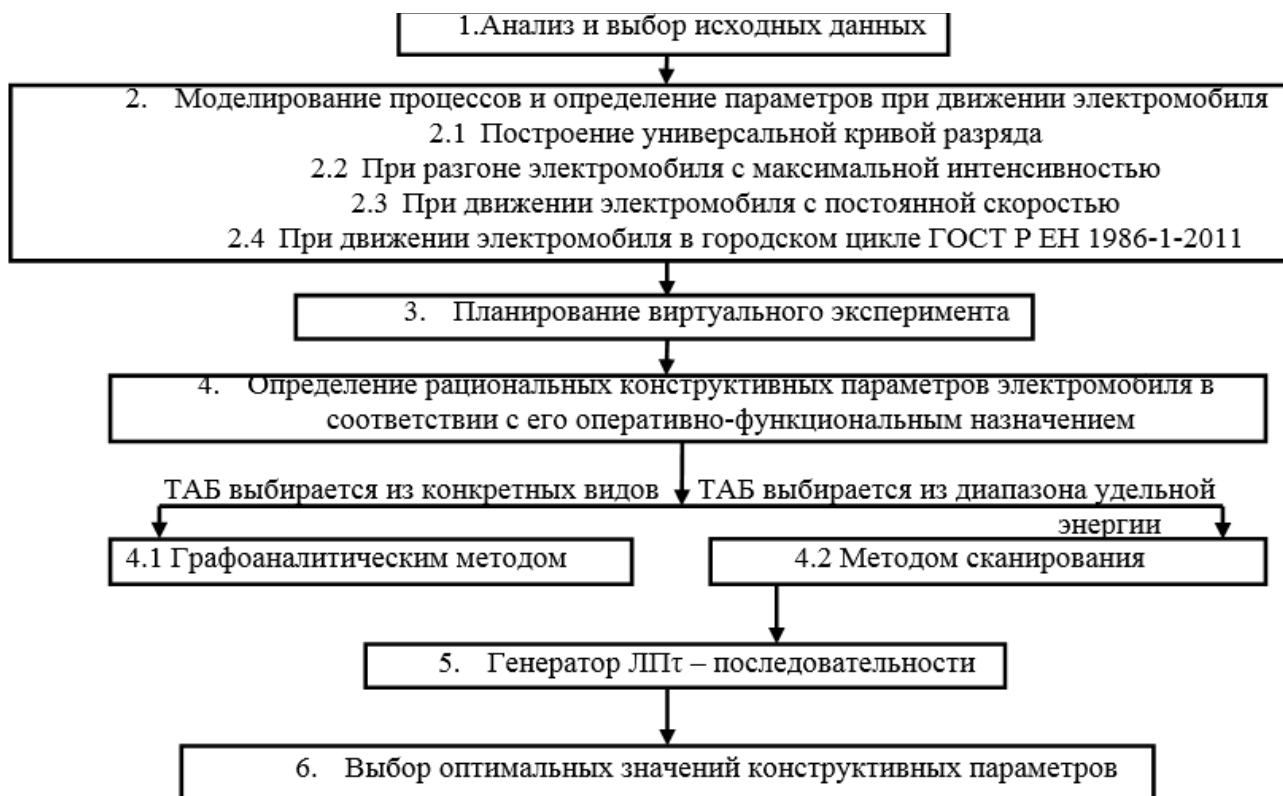 1.Анализ и выбор исходных данных
2. Моделирование процессов и определение параметров при движении электромобиля
2.1 Построение универсальной кривой разряда
2.2 При разгоне электромобиля с максимальной интенсивностью
2.3 При движении электромобиля с постоянной скоростью
2.4 При движении электромобиля в городском цикле ГОСТ Р ЕН 1986-1-2011
3. Планирование виртуального эксперимента
4. Определение рациональных конструктивных параметров электромобиля в
соответствии с его оперативно-функциональным назначением
ТАБ выбирается из конкретных видов
ТАБ выбирается из диапазона удельной
энергии
4.1 Графоаналитическим методом
4.2 Методом сканирования
5. Генератор ЛПτ – последовательности
6. Выбор оптимальных значений конструктивных параметров